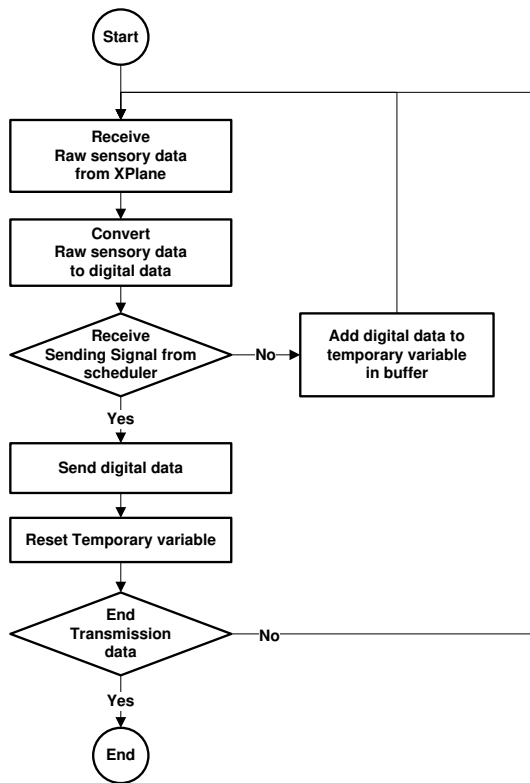 Start
Receive
Raw sensory data
from XPlane
Convert
Raw sensory data
to digital data
Receive
Sending Signal from
scheduler
No
Add digital data to
temporary variable
in buffer
Yes
Send digital data
Reset Temporary variable
End
Transmission
data
No
Yes
End